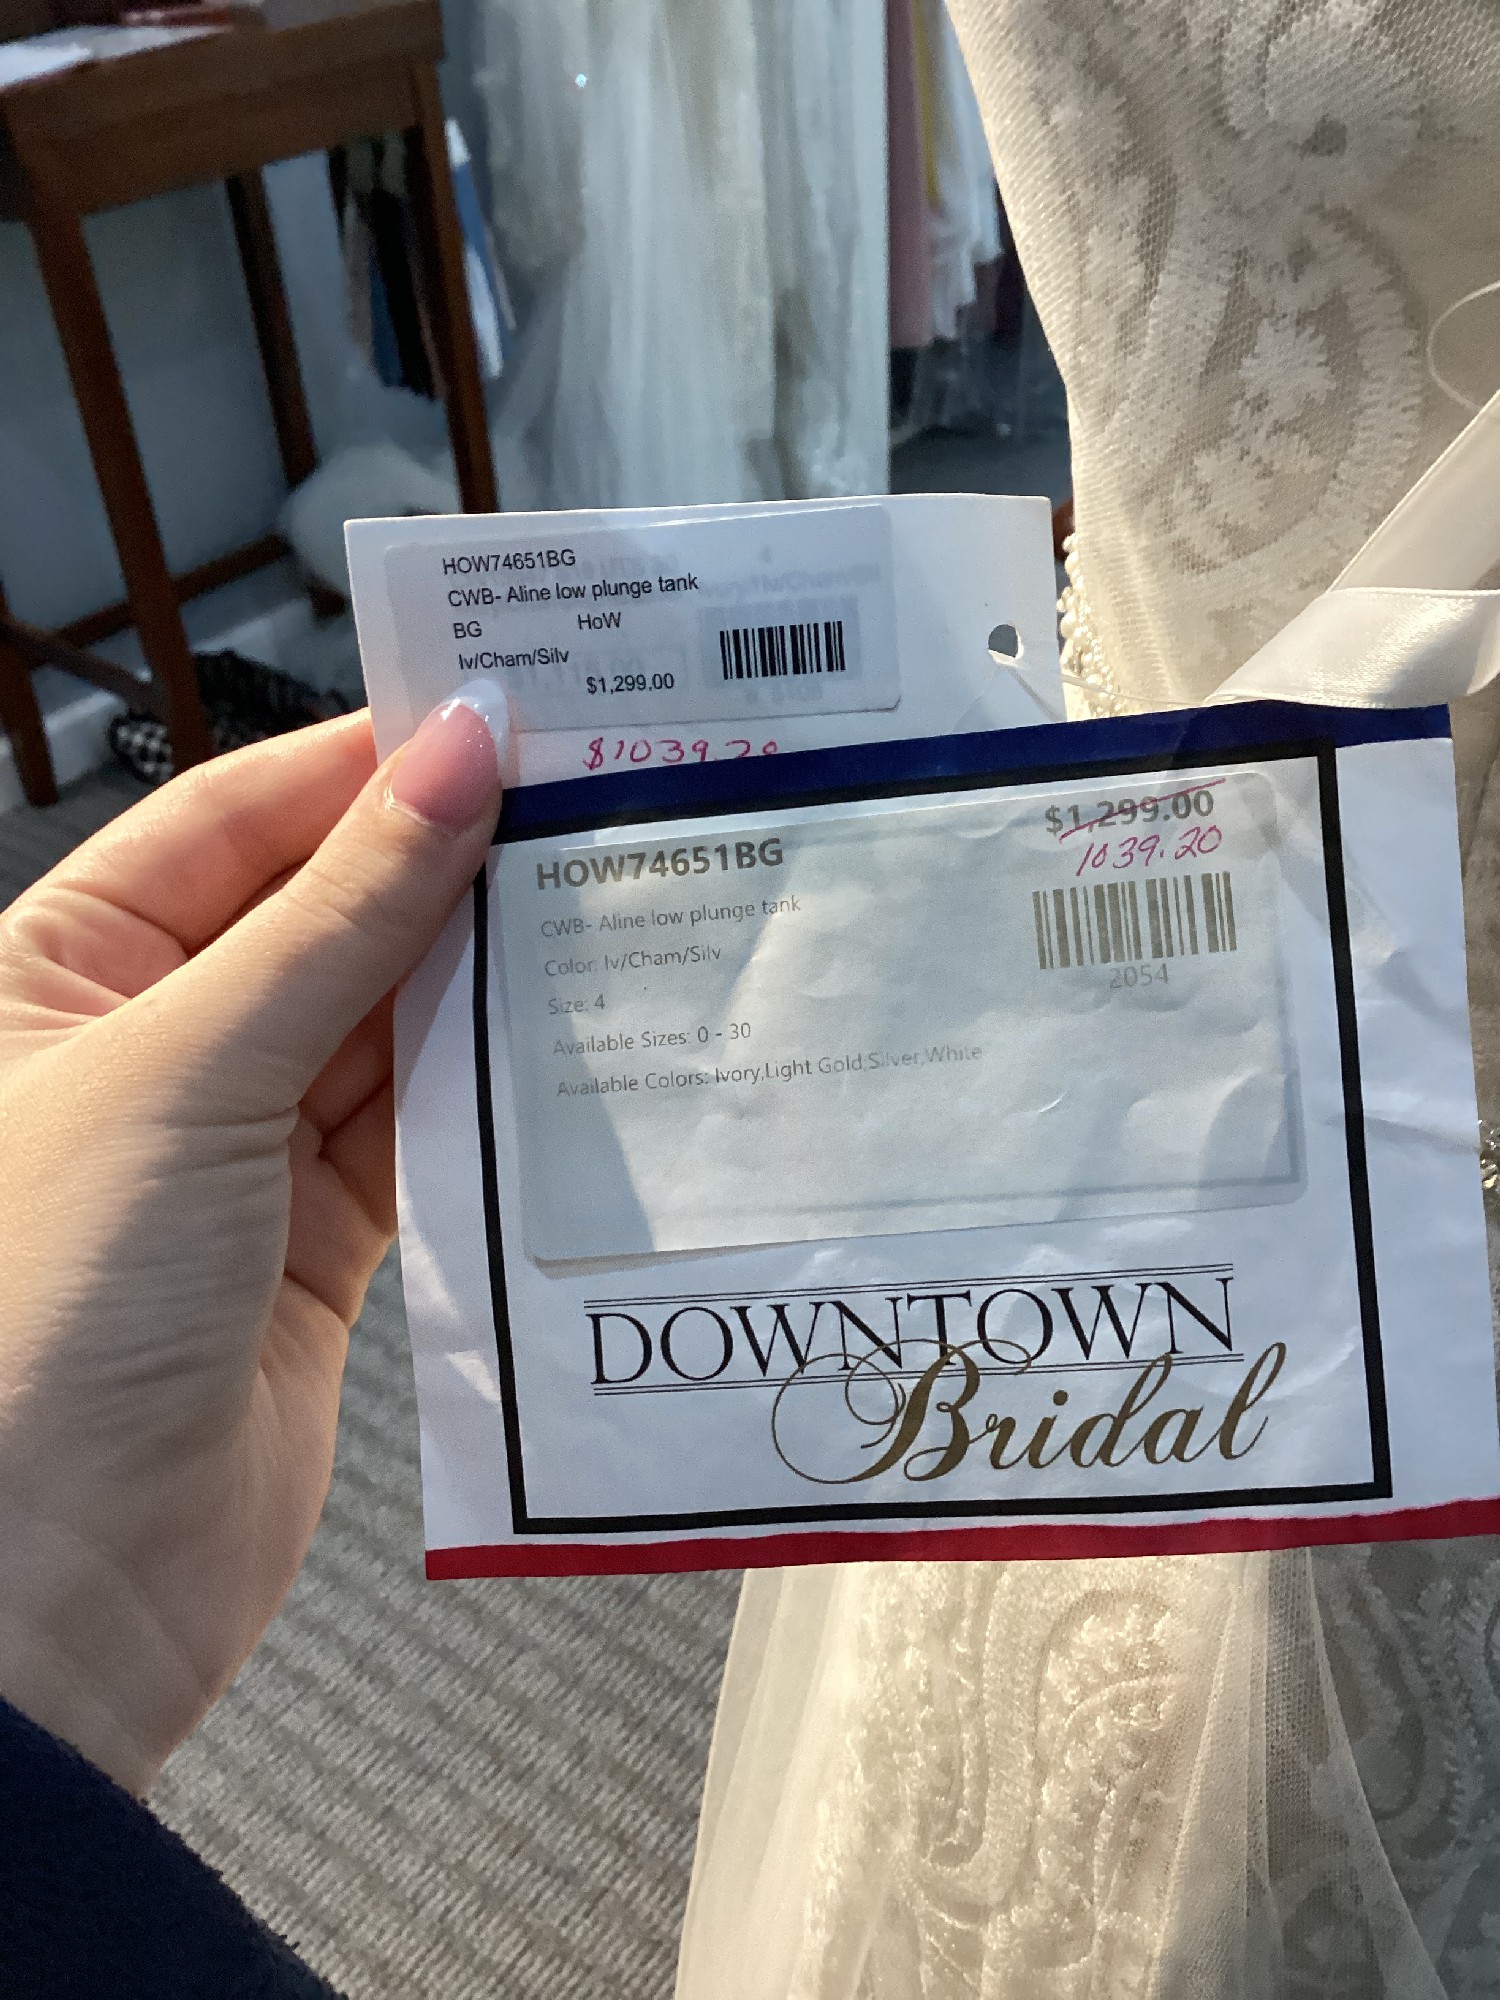 HOW74651BG
CWB- Aline low plunge tank
BG HoW
Iv/Cham/Silv
$1,299.00
$1039.20
$1,299.00
1039.20
HOW74651BG
CWB- Aline low plunge tank
Color: Iv/Cham/Silv
2054
Size: 4
Available Sizes: 0 - 30
Available Colors: Ivory,Light Gold,Silver,White
DOWNTOWN
Bridal